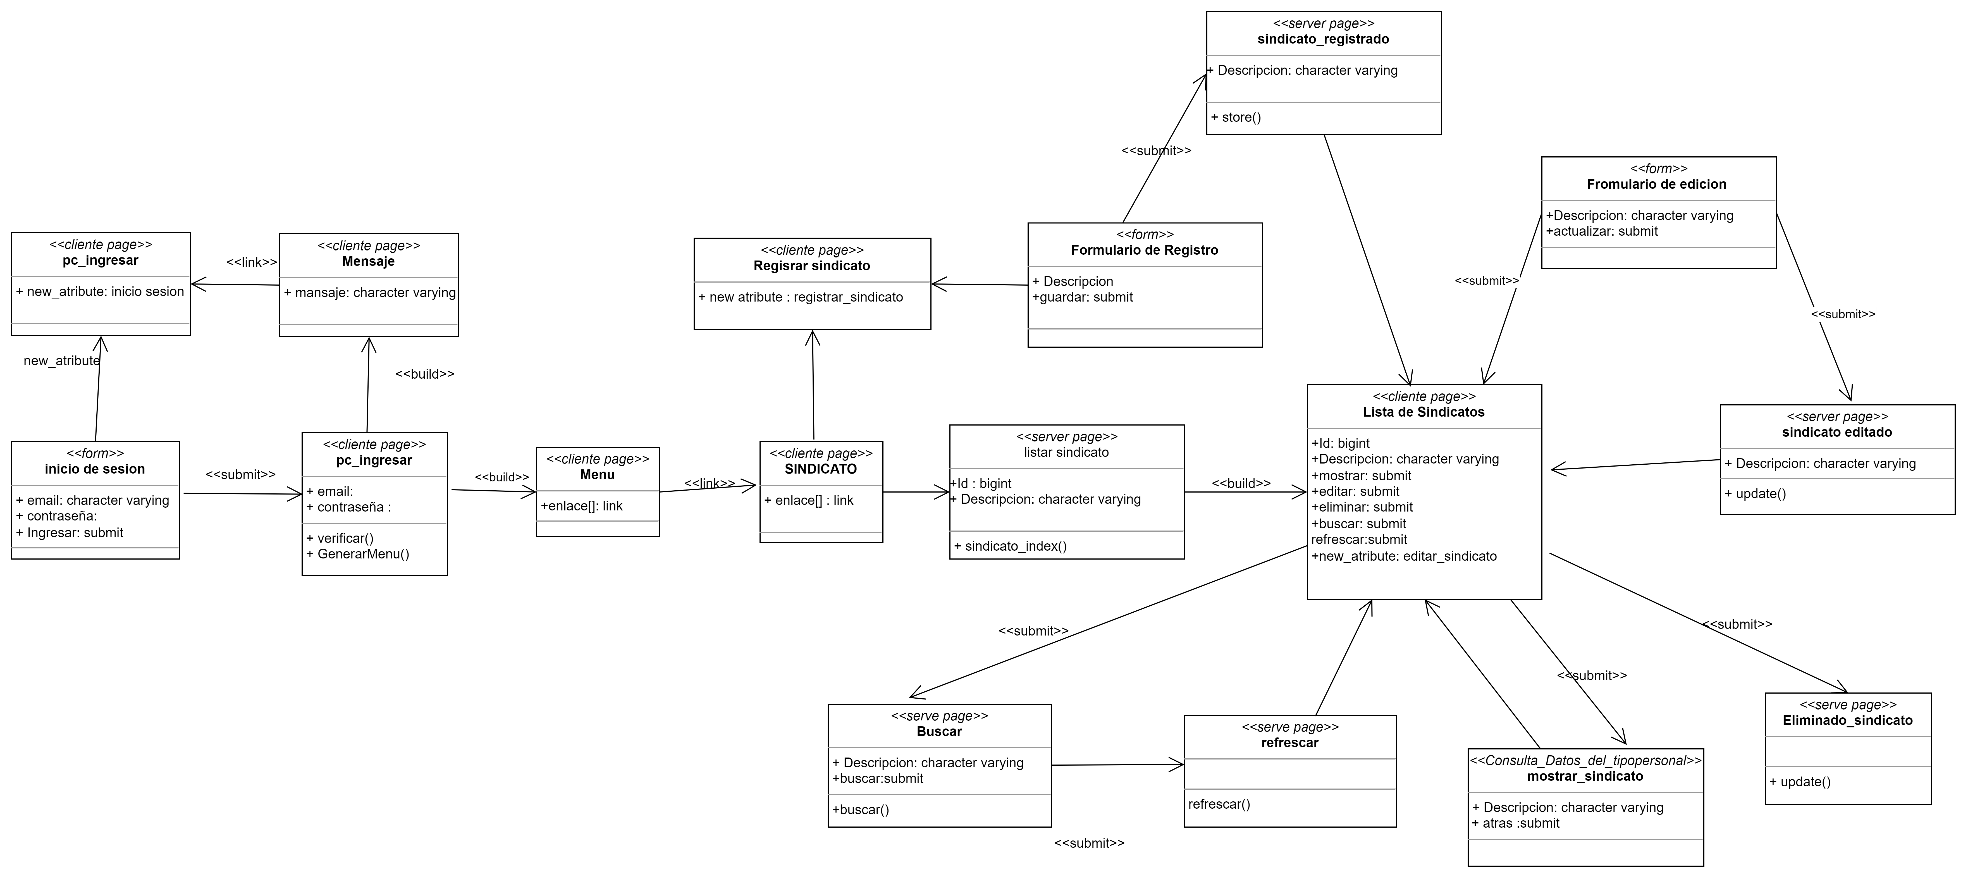 <<server page>>
sindicato_registrado
+ Descripcion: character varying
+ store()
<<submit>>
<<form>>
Fromulario de edicion
+Descripcion: character varying
+actualizar: submit
<<submit>>
<<submit>>
<<cliente page>>
pc_ingresar
+ new_atribute: inicio sesion
<<link>>
<<cliente page>>
Mensaje
+ mansaje: character varying
<<cliente page>>
Regisrar sindicato
+ new atribute : registrar_sindicato
<<form>>
Formulario de Registro
+ Descripcion
+guardar: submit
new_atribute
<<build>>
<<form>>
inicio de sesion
+ email: character varying
+ contraseña:
+ Ingresar: submit
<<submit>>
<<cliente page>>
pc_ingresar
+ email:
+ contraseña :
+ verificar()
+ GenerarMenu()
<<build>>
<<cliente page>>
Menu
+enlace[]: link
<<link>>
<<cliente page>>
SINDICATO
+ enlace[] : link
<<server page>>
listar sindicato
+Id : bigint
+ Descripcion: character varying
+ sindicato_index()
<<build>>
<<cliente page>>
Lista de Sindicatos
+Id: bigint
+Descripcion: character varying
+mostrar: submit
+editar: submit
+eliminar: submit
+buscar: submit
refrescar:submit
+new_atribute: editar_sindicato
<<server page>>
sindicato editado
+ Descripcion: character varying
+ update()
<<submit>>
<<submit>>
<<submit>>
<<serve page>>
Buscar
+ Descripcion: character varying
+buscar:submit
+buscar()
<<serve page>>
refrescar
refrescar()
<<submit>>
<<Consulta_Datos_del_tipopersonal>>
mostrar_sindicato
+ Descripcion: character varying
+ atras :submit
<<serve page>>
Eliminado_sindicato
+ update()